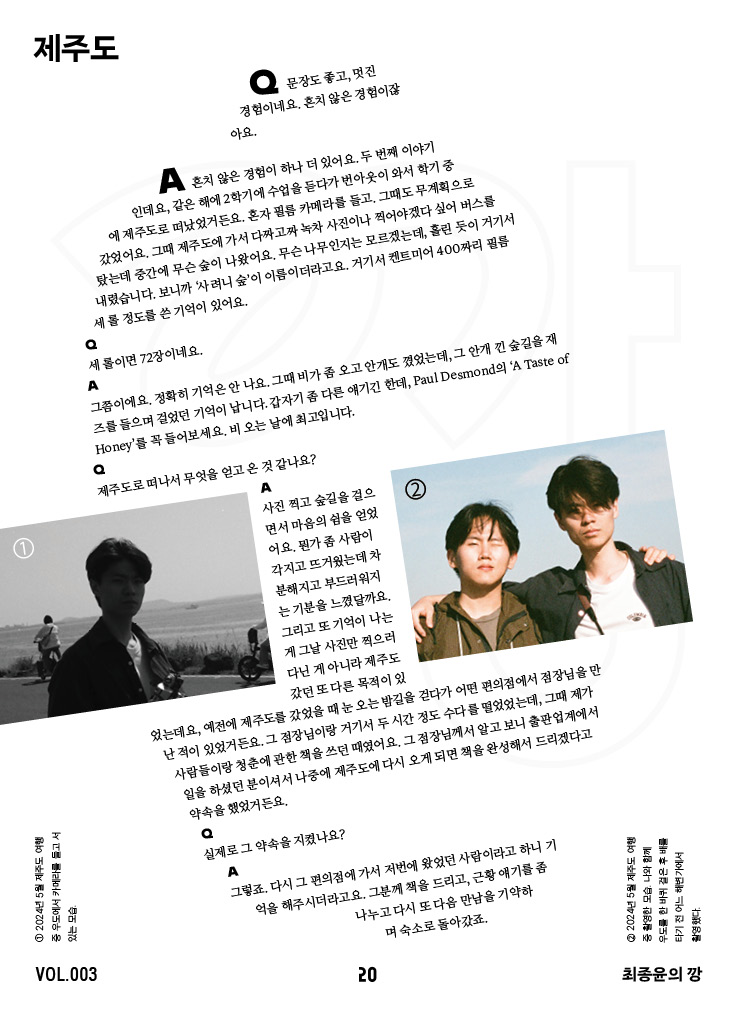 제주도
Q 문장도 좋고, 멋진
경험이네요. 흔치 않은 경험이잖
아요.
A 흔치 않은 경험이 하나 더 있어요. 두 번째 이야기
인데요, 같은 해에 2학기에 수업을 듣다가 번아웃이 와서 학기 중
에 제주도로 떠났었거든요. 혼자 필름 카메라를 들고. 그때도 무계획으로
갔었어요. 그때 제주도에 가서 다짜고짜 녹차 사진이나 찍어야겠다 싶어 버스를
탔는데 중간에 무슨 숲이 나왔어요. 무슨 나무인지는 모르겠는데, 홀린 듯이 거기서
내렸습니다. 보니까 ‘사려니 숲’이 이름이더라고요. 거기서 켄트미어 400짜리 필름
세 롤 정도를 쓴 기억이 있어요.
Q
세 롤이면 72장이네요.
A
그쯤이에요. 정확히 기억은 안 나요. 그때 비가 좀 오고 안개도 꼈었는데, 그 안개 낀 숲길을 재
즈를 들으며 걸었던 기억이 납니다. 갑자기 좀 다른 얘기긴 한데, Paul Desmond의 ‘A Taste of
Honey’를 꼭 들어보세요. 비 오는 날에 최고입니다.
Q
제주도로 떠나서 무엇을 얻고 온 것 같나요?
A
사진 찍고 숲길을 걸으
면서 마음의 쉼을 얻었
어요. 뭔가 좀 사람이
각지고 뜨거웠는데 차
분해지고 부드러워지
는 기분을 느꼈달까요.
그리고 또 기억이 나는
게 그날 사진만 찍으러
다닌 게 아니라 제주도
갔던 또 다른 목적이 있
었는데요, 예전에 제주도를 갔었을 때 눈 오는 밤길을 걷다가 어떤 편의점에서 점장님을 만
난 적이 있었거든요. 그 점장님이랑 거기서 두 시간 정도 수다를 떨었었는데, 그때 제가
사람들이랑 청춘에 관한 책을 쓰던 때였어요. 그 점장님께서 알고 보니 출판업계에서
일을 하셨던 분이셔서 나중에 제주도에 다시 오게 되면 책을 완성해서 드리겠다고
약속을 했었거든요.
Q
실제로 그 약속을 지켰나요?
A
그렇죠. 다시 그 편의점에 가서 저번에 왔었던 사람이라고 하니 기
억을 해주시더라고요. 그분께 책을 드리고, 근황 얘기를 좀
나누고 다시 또 다음 만남을 기약하
며 숙소로 돌아갔죠.
①
②
① 2024년 5월 제주도 여행
중 우도에서 카메라를 들고 서
있는 모습.
② 2024년 5월 제주도 여행
중 촬영한 모습. 나와 함께
우도를 한 바퀴 걸은 후 배를
타기 전 어느 해변가에서
촬영했다.
VOL.003
20
최종윤의 깡